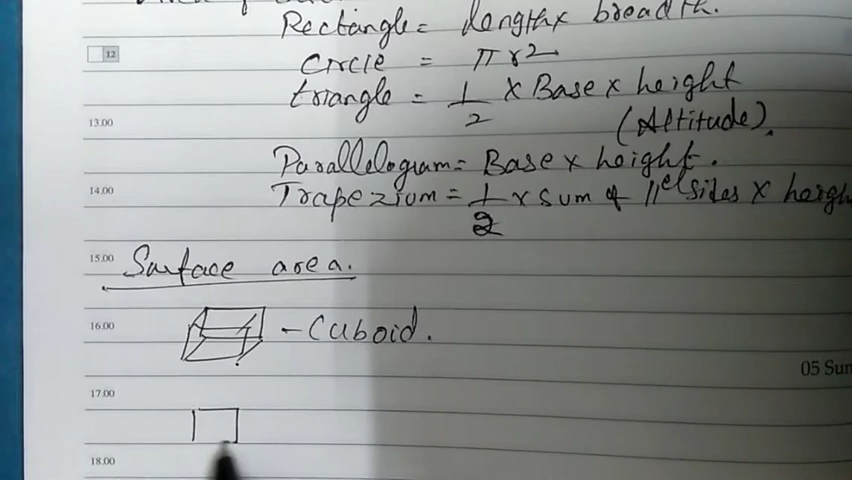 Rectangle = length x breadth.
12
Circle = πr²
triangle = 1/2 x Base x height
(Altitude).
13.00
Parallelogram = Base x height.
14.00
Trapezium = 1/2 x sum of 11el sides x heigh
15.00
Surface area.
16.00
- Cuboid.
05 Sun
17.00
18.00